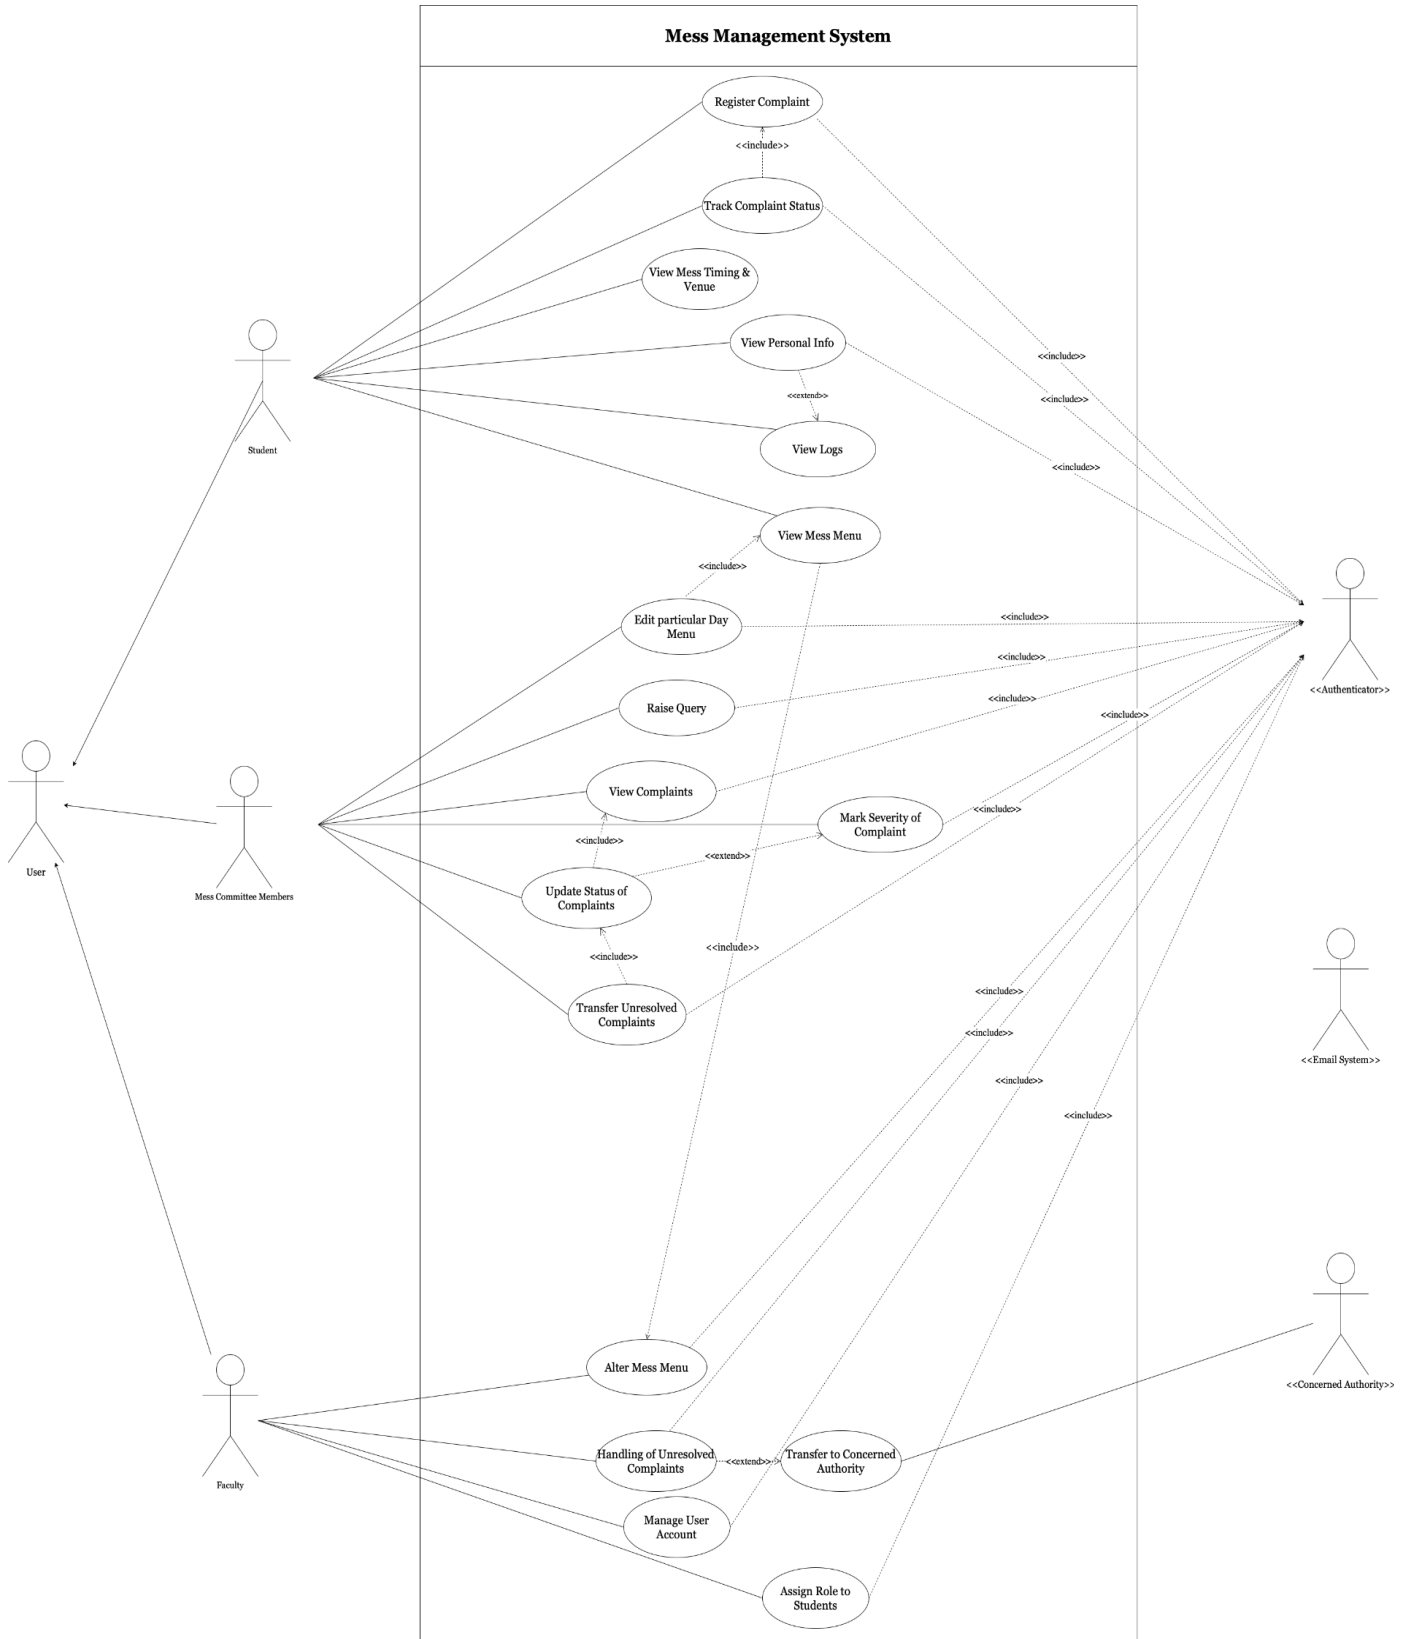 Mess Management System
Register Complaint
<<include>>
Track Complaint Status
View Mess Timing &
Venue
View Personal Info
<<include>>
<<extend>>
<<include>>
View Logs
Student
<<include>>
View Mess Menu
<<include>>
Edit particular Day
Menu
<<include>>
<<include>>
<<Authenticator>>
Raise Query
<<include>>
<<include>>
View Complaints
<<include>>
Mark Severity of
Complaint
<<include>>
<<extend>>
User
Mess Committee Members
Update Status of
Complaints
<<include>>
<<include>>
<<include>>
Transfer Unresolved
Complaints
<<include>>
<<Email System>>
<<include>>
<<include>>
Alter Mess Menu
<<Concerned Authority>>
Handling of Unresolved
Complaints
<<extend>>
Transfer to Concerned
Authority
Faculty
Manage User
Account
Assign Role to
Students